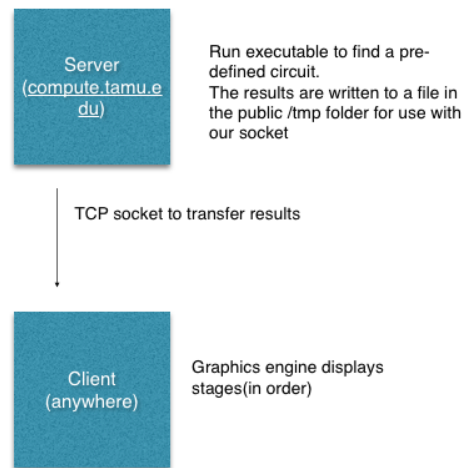 Server
(compute.tamu.e
du)
Run executable to find a pre-
defined circuit.
The results are written to a file in
the public /tmp folder for use with
our socket
TCP socket to transfer results
Client
(anywhere)
Graphics engine displays
stages(in order)